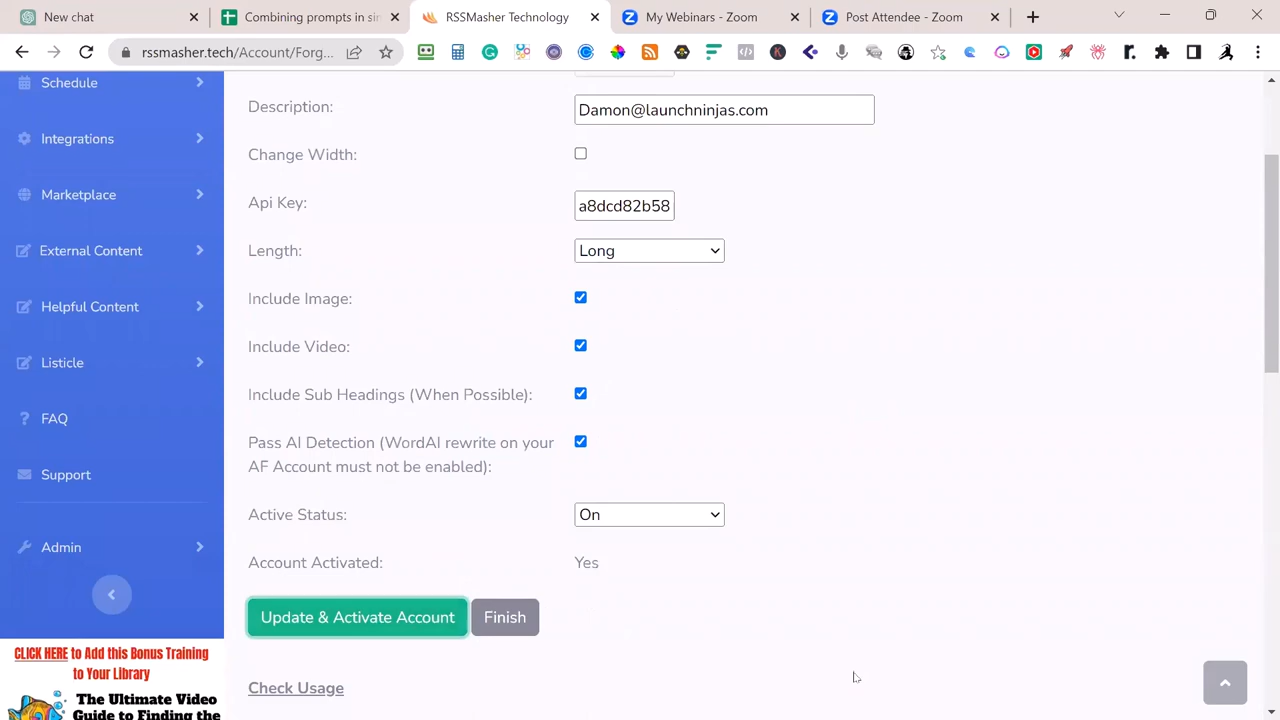 New chat
Combining prompts in sin
RSSMasher Technology
My Webinars - Zoom
Post Attendee - Zoom
rssmasher.tech/Account/Forg...
Schedule
Integrations
Marketplace
External Content
Helpful Content
Listicle
FAQ
Support
Admin
CLICK HERE to Add this Bonus Training
to Your Library
The Ultimate Video
Guide to Finding the
Description:
Damon@launchninjas.com
Change Width:
Api Key:
a8dcd82b58
Length:
Long
Include Image:
Include Video:
Include Sub Headings (When Possible):
Pass AI Detection (WordAI rewrite on your
AF Account must not be enabled):
Active Status:
On
Account Activated:
Yes
Update & Activate Account
Finish
Check Usage